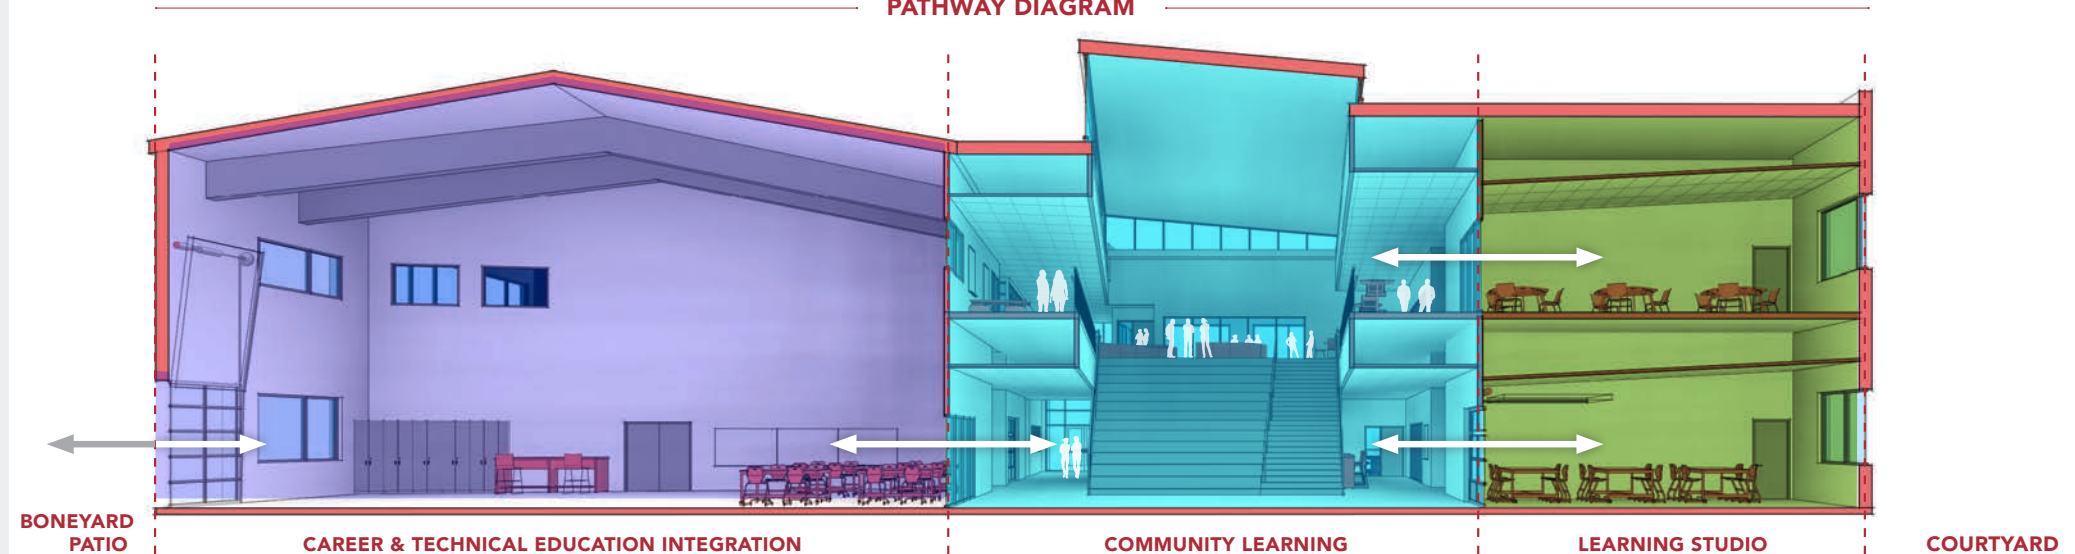 PATHWAY DIAGRAM
BONEYARD
PATIO
CAREER & TECHNICAL EDUCATION INTEGRATION
COMMUNITY LEARNING
LEARNING STUDIO
COURTYARD